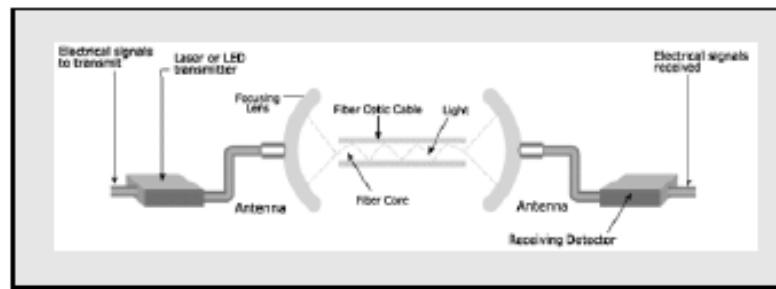 Electrical signals
to transmit
Laser or LED
transmitter
Focusing
Lens
Fiber Optic Cable
Light
Electrical signals
received
Fiber Core
Antenna
Antenna
Receiving Detector